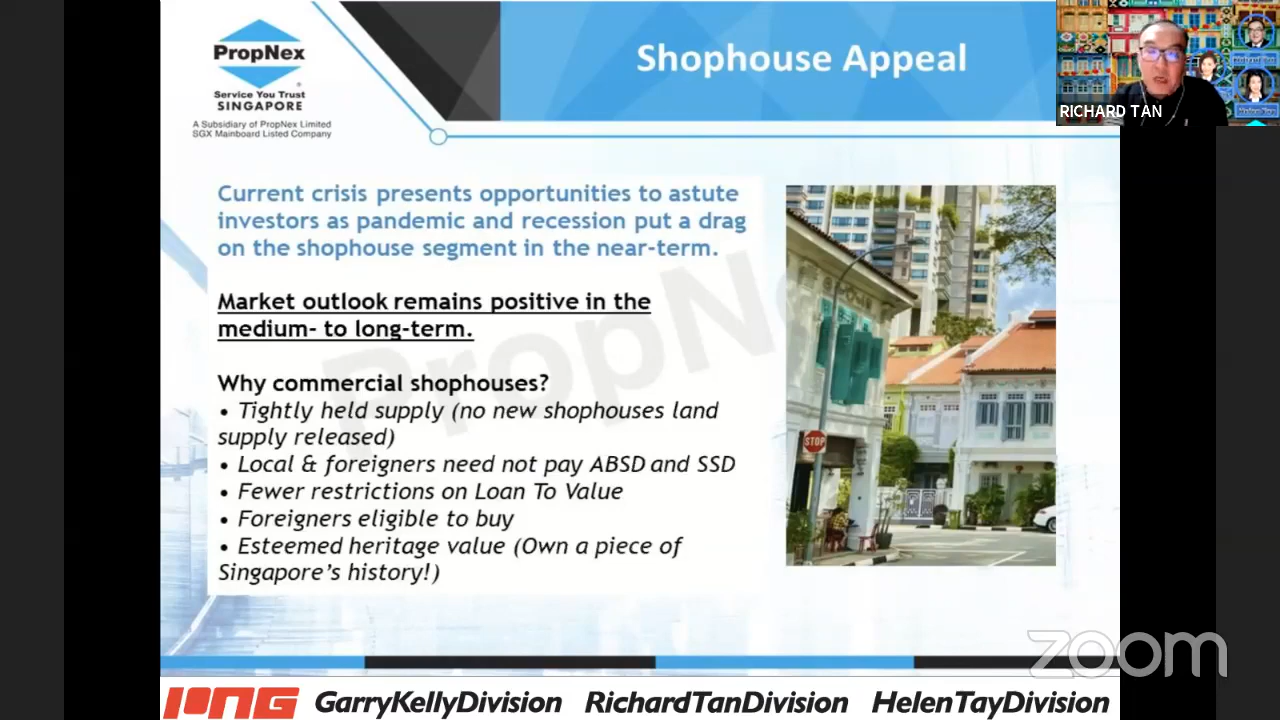 PropNex
Service You Trust
SINGAPORE
A Subsidiary of PropNex Limited
SGX Mainboard Listed Company
Shophouse Appeal
RICHARD TAN
Current crisis presents opportunities to astute
investors as pandemic and recession put a drag
on the shophouse segment in the near-term.
Market outlook remains positive in the
medium- to long-term.
Why commercial shophouses?
• Tightly held supply (no new shophouses land
supply released)
• Local & foreigners need not pay ABSD and SSD
• Fewer restrictions on Loan To Value
• Foreigners eligible to buy
• Esteemed heritage value (Own a piece of
Singapore's history!)
PropNe
STOP
zoom
PNG GarryKellyDivision RichardTanDivision HelenTayDivision